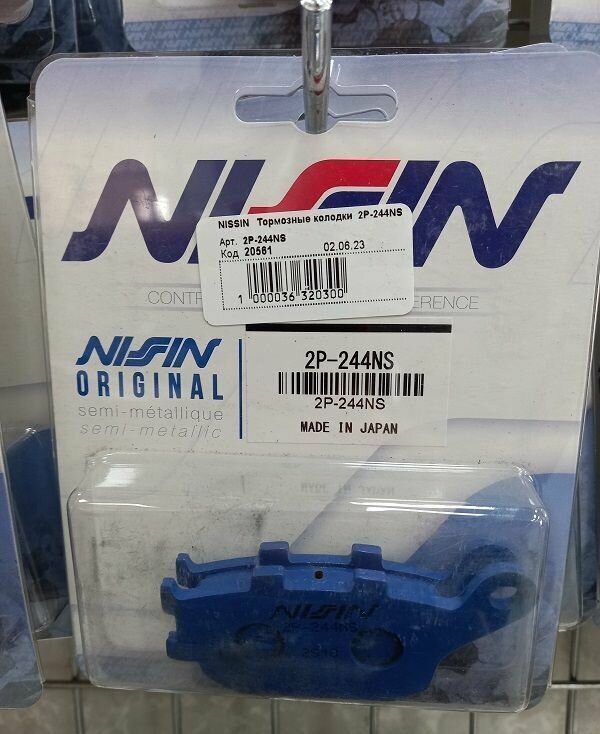 NISSIN
NiSSIN Тормозные колодки 2P-244NS
Арт. 2P-244NS
Код 20561 02.06.23
1 000036 320300
CONTR
ERENCE
NISSIN
ORIGINAL
semi-métallique
semi-metallic
2P-244NS
2P-244NS
MADE IN JAPAN
NISSIN
2P-244NS